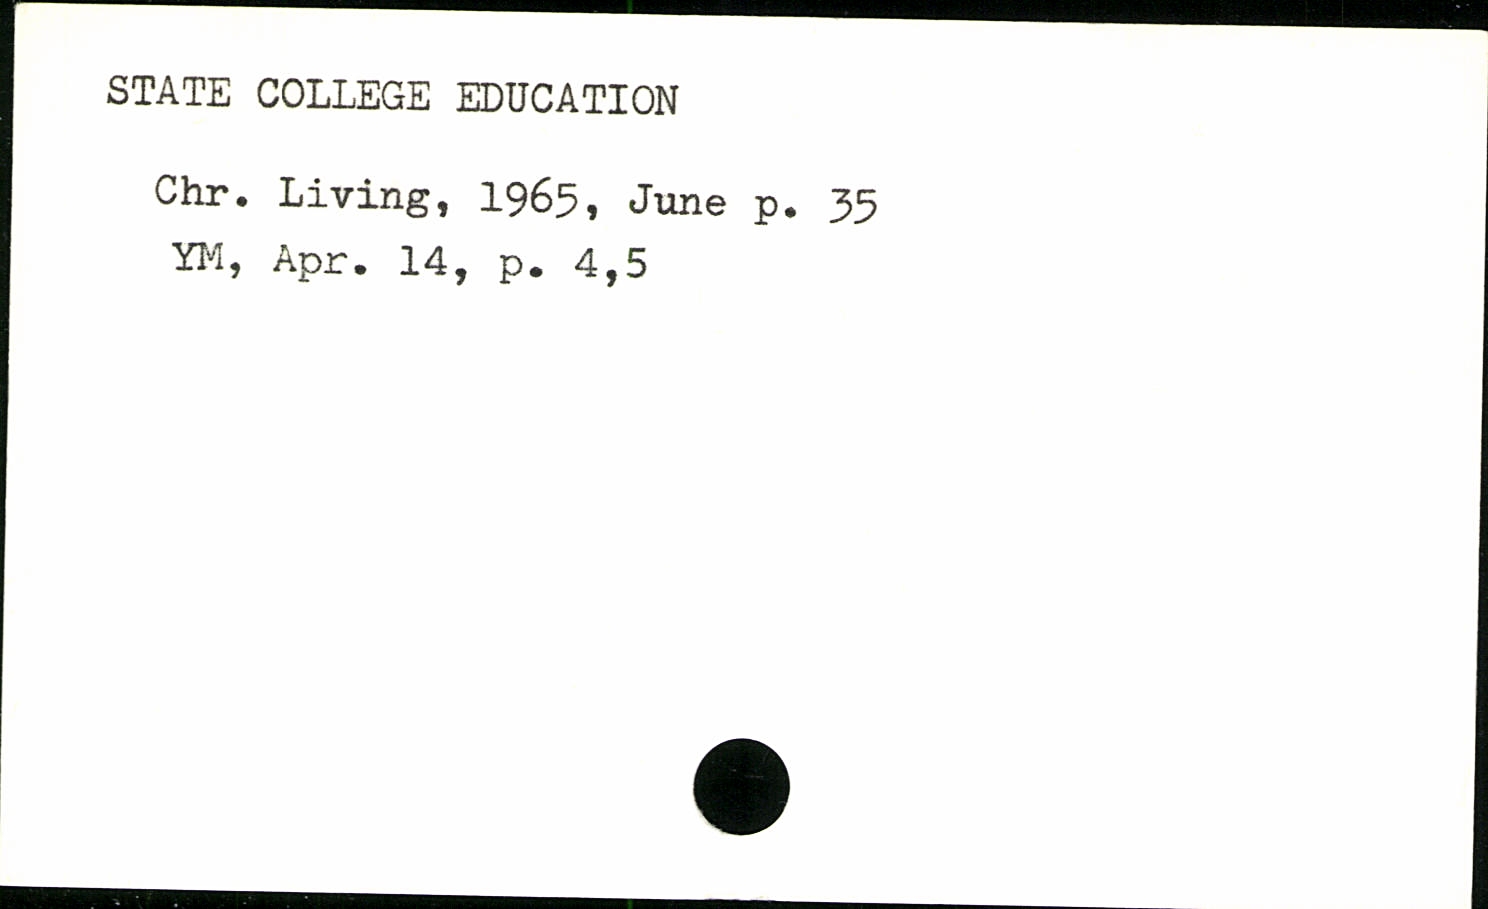 STATE COLLEGE EDUCATION
Chr. Living, 1965, June p. 35
YM, Apr. 14, p. 4,5